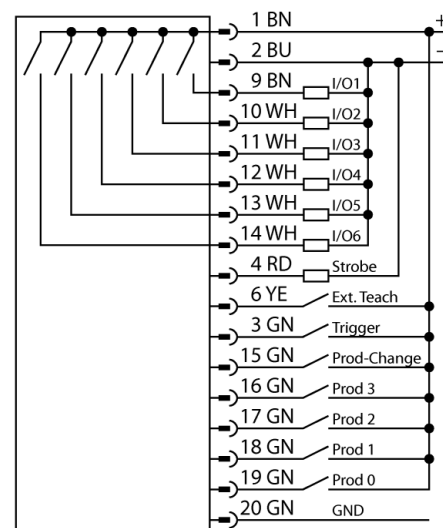 1 BN +
2 BU –
9 BN I/O1
10 WH I/O2
11 WH I/O3
12 WH I/O4
13 WH I/O5
14 WH I/O6
4 RD Strobe
6 YE Ext. Teach
3 GN Trigger
15 GN Prod-Change
16 GN Prod 3
17 GN Prod 2
18 GN Prod 1
19 GN Prod 0
20 GN GND